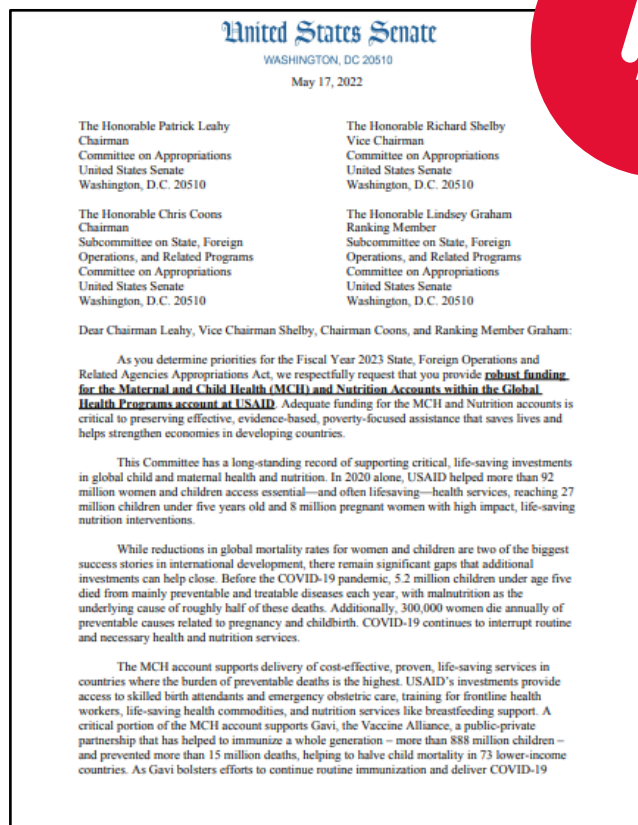 United States Senate
WASHINGTON, DC 20510
May 17, 2022
The Honorable Patrick Leahy
Chairman
Committee on Appropriations
United States Senate
Washington, D.C. 20510
The Honorable Richard Shelby
Vice Chairman
Committee on Appropriations
United States Senate
Washington, D.C. 20510
The Honorable Chris Coons
Chairman
Subcommittee on State, Foreign
Operations, and Related Programs
Committee on Appropriations
United States Senate
Washington, D.C. 20510
The Honorable Lindsey Graham
Ranking Member
Subcommittee on State, Foreign
Operations, and Related Programs
Committee on Appropriations
United States Senate
Washington, D.C. 20510
Dear Chairman Leahy, Vice Chairman Shelby, Chairman Coons, and Ranking Member Graham:
As you determine priorities for the Fiscal Year 2023 State, Foreign Operations and
Related Agencies Appropriations Act, we respectfully request that you provide robust funding
for the Maternal and Child Health (MCH) and Nutrition Accounts within the Global
Health Programs account at USAID. Adequate funding for the MCH and Nutrition accounts is
critical to preserving effective, evidence-based, poverty-focused assistance that saves lives and
helps strengthen economies in developing countries.
This Committee has a long-standing record of supporting critical, life-saving investments
in global child and maternal health and nutrition. In 2020 alone, USAID helped more than 92
million women and children access essential—and often lifesaving—health services, reaching 27
million children under five years old and 8 million pregnant women with high impact, life-saving
nutrition interventions.
While reductions in global mortality rates for women and children are two of the biggest
success stories in international development, there remain significant gaps that additional
investments can help close. Before the COVID-19 pandemic, 5.2 million children under age five
died from mainly preventable and treatable diseases each year, with malnutrition as the
underlying cause of roughly half of these deaths. Additionally, 300,000 women die annually of
preventable causes related to pregnancy and childbirth. COVID-19 continues to interrupt routine
and necessary health and nutrition services.
The MCH account supports delivery of cost-effective, proven, life-saving services in
countries where the burden of preventable deaths is the highest. USAID's investments provide
access to skilled birth attendants and emergency obstetric care, training for frontline health
workers, life-saving health commodities, and nutrition services like breastfeeding support. A
critical portion of the MCH account supports Gavi, the Vaccine Alliance, a public-private
partnership that has helped to immunize a whole generation – more than 888 million children –
and prevented more than 15 million deaths, helping to halve child mortality in 73 lower-income
countries. As Gavi bolsters efforts to continue routine immunization and deliver COVID-19